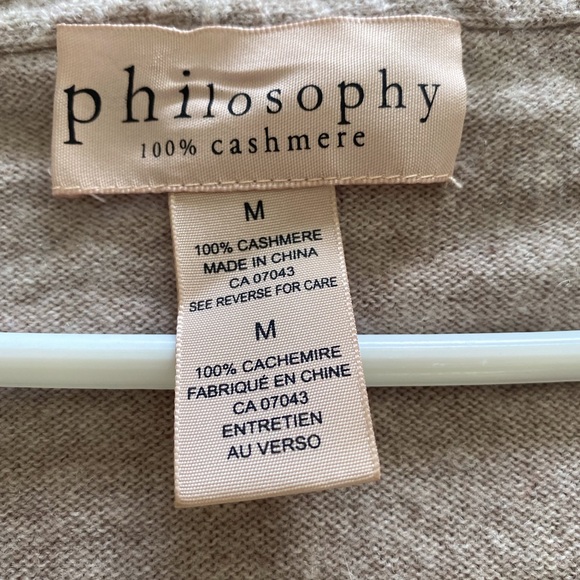 philosophy
100% cashmere
M
100% CASHMERE
MADE IN CHINA
CA 07043
SEE REVERSE FOR CARE
M
100% CACHEMIRE
FABRIQUÉ EN CHINE
CA 07043
ENTRETIEN
AU VERSO